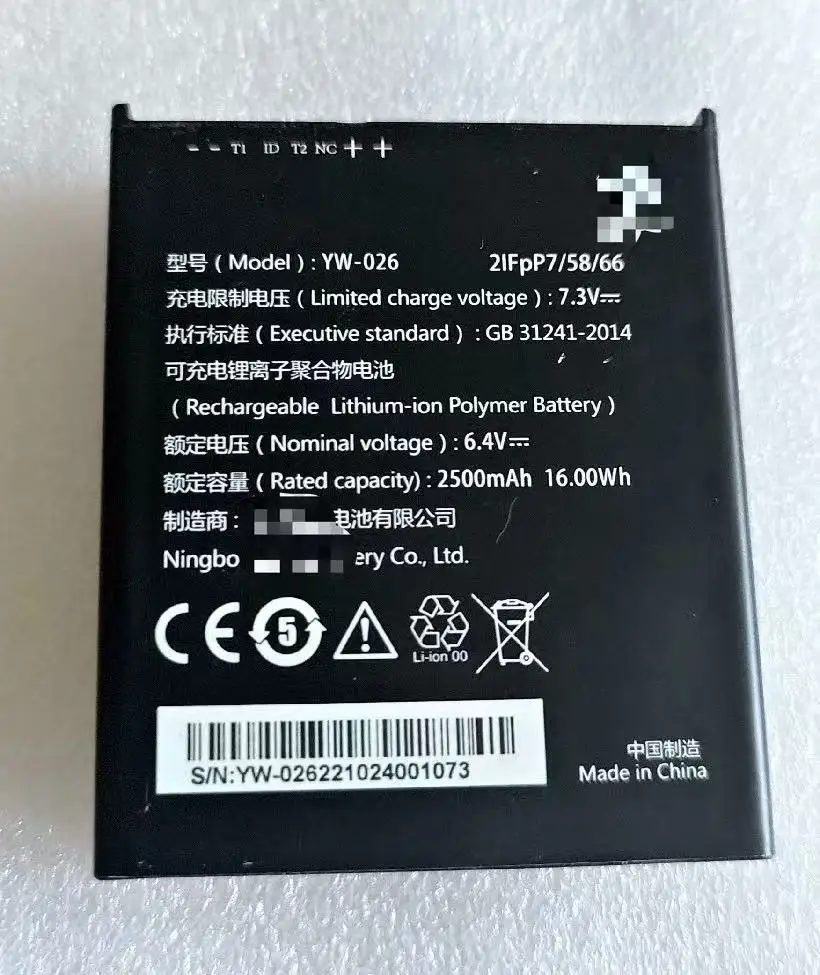 - - T1 ID T2 NC + +
型号 ( Model ) : YW-026 2IFpP7/58/66
充电限制电压 ( Limited charge voltage ) : 7.3V⎓
执行标准 ( Executive standard ) : GB 31241-2014
可充电锂离子聚合物电池
( Rechargeable Lithium-ion Polymer Battery )
额定电压 ( Nominal voltage ) : 6.4V⎓
额定容量 ( Rated capacity) : 2500mAh 16.00Wh
制造商 : 电池有限公司
Ningbo ery Co., Ltd.
CE 5
Li-ion 00
S/N:YW-026221024001073
中国制造
Made in China